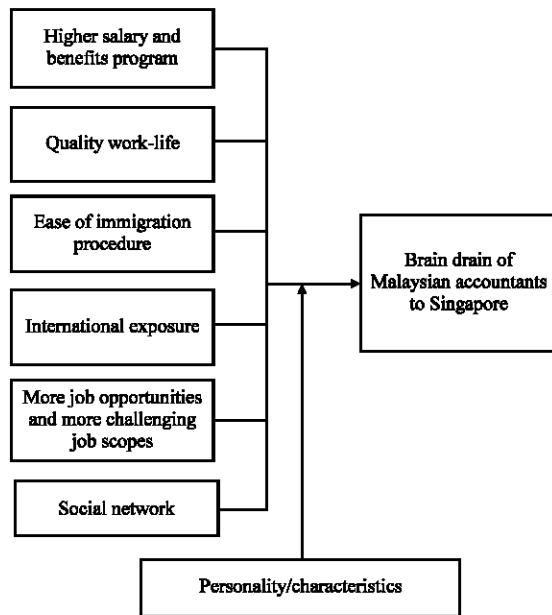 Higher salary and
benefits program
Quality work-life
Ease of immigration
procedure
International exposure
More job opportunities
and more challenging
job scopes
Social network
Brain drain of
Malaysian accountants
to Singapore
Personality/characteristics